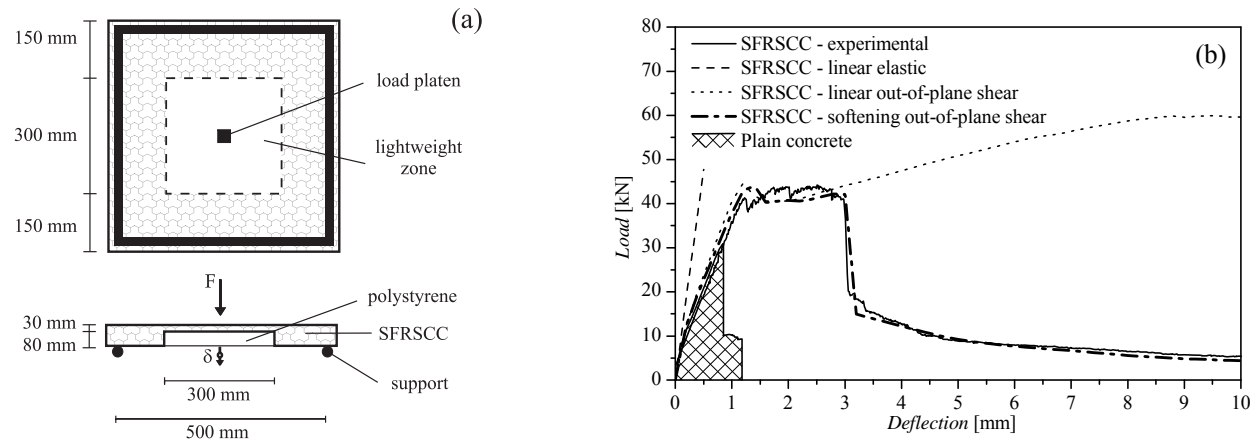 (a)
150 mm
300 mm
150 mm
load platen
lightweight
zone
F
30 mm
80 mm
polystyrene
SFRSCC
δ
support
300 mm
500 mm
(b)
SFRSCC - experimental
SFRSCC - linear elastic
SFRSCC - linear out-of-plane shear
SFRSCC - softening out-of-plane shear
Plain concrete
Load [kN]
80
70
60
50
40
30
20
10
0
0 1 2 3 4 5 6 7 8 9 10
Deflection [mm]